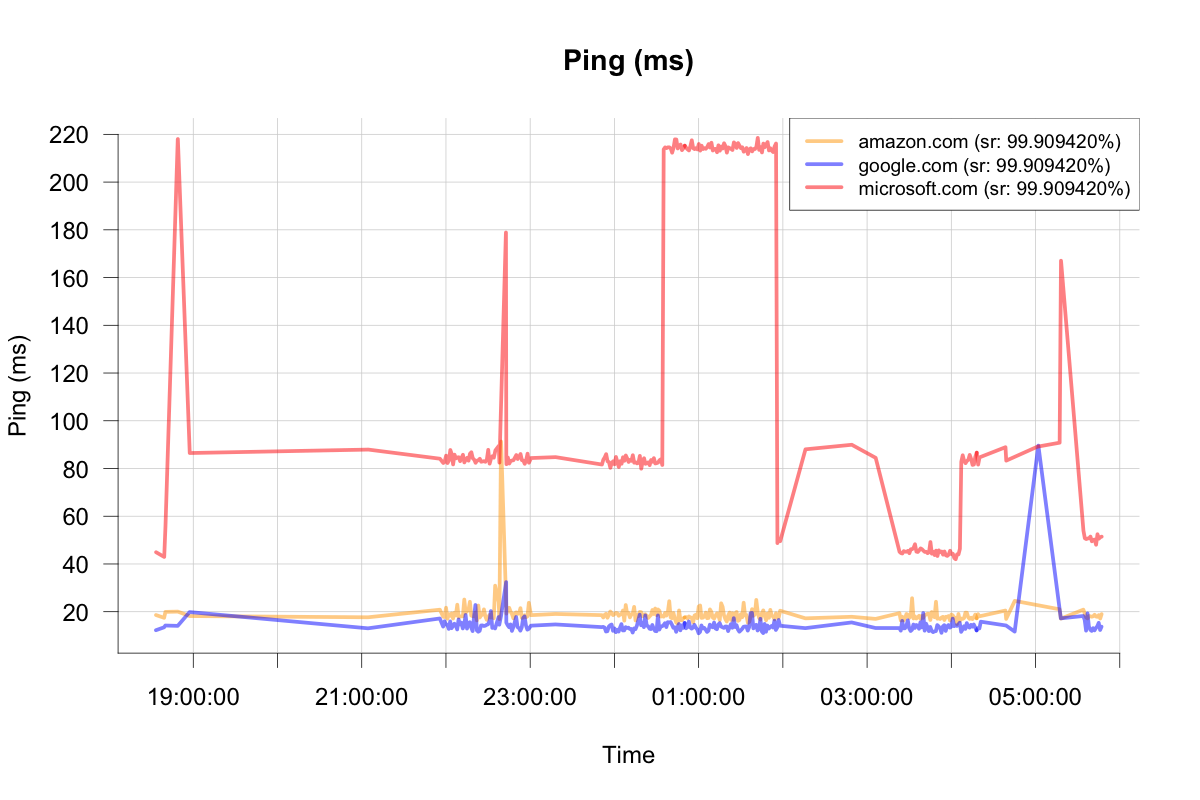 Ping (ms)
amazon.com (sr: 99.909420%)
google.com (sr: 99.909420%)
microsoft.com (sr: 99.909420%)
Ping (ms)
220
200
180
160
140
120
100
80
60
40
20
19:00:00 21:00:00 23:00:00 01:00:00 03:00:00 05:00:00
Time